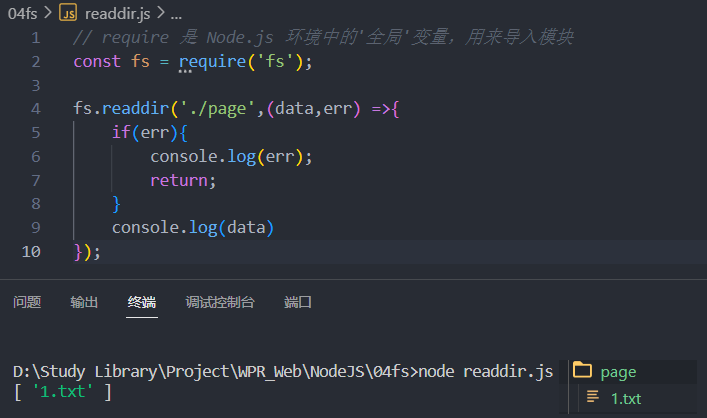 04fs > JS readdir.js > ...
1 // require 是 Node.js 环境中的'全局'变量，用来导入模块
2 const fs = require('fs');
3
4 fs.readdir('./page',(data,err) =>{
5     if(err){
6         console.log(err);
7         return;
8     }
9     console.log(data)
10 });
问题 输出 终端 调试控制台 端口
D:\Study Library\Project\WPR_Web\NodeJS\04fs>node readdir.js
[ '1.txt' ]
page
1.txt